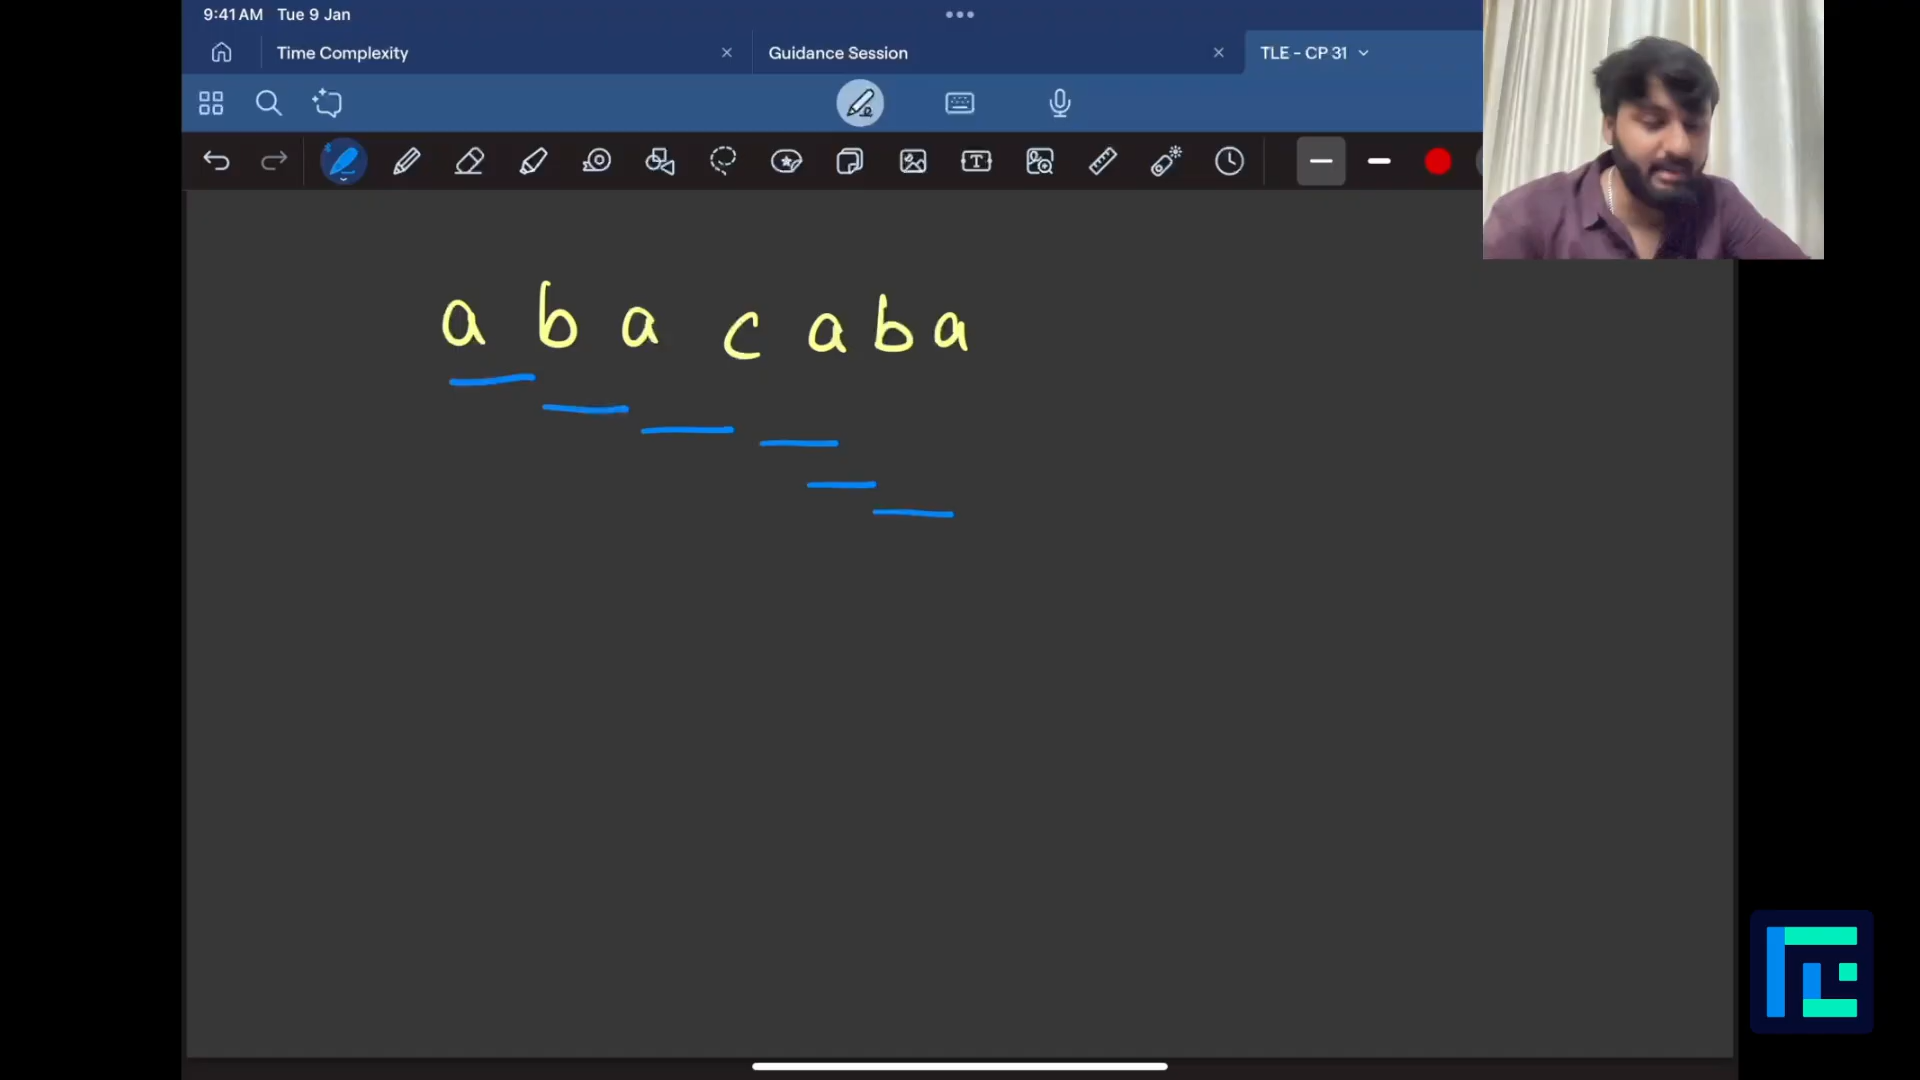 9:41 AM Tue 9 Jan
Time Complexity
Guidance Session
TLE - CP 31
a b a c a b a